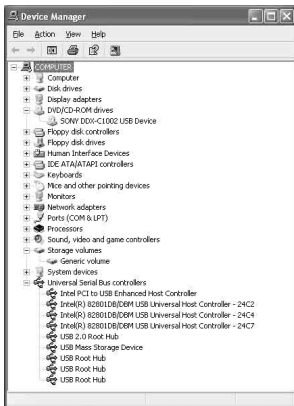 Device Manager
File Action View Help
COMPUTER
Computer
Disk drives
Display adapters
DVD/CD-ROM drives
SONY DDX-C1002 USB Device
Floppy disk controllers
Floppy disk drives
Human Interface Devices
IDE ATA/ATAPI controllers
Keyboards
Mice and other pointing devices
Monitors
Network adapters
Ports (COM & LPT)
Processors
Sound, video and game controllers
Storage volumes
Generic volume
System devices
Universal Serial Bus controllers
Intel PCI to USB Enhanced Host Controller
Intel(R) 82801DB/DBM USB Universal Host Controller - 24C2
Intel(R) 82801DB/DBM USB Universal Host Controller - 24C4
Intel(R) 82801DB/DBM USB Universal Host Controller - 24C7
USB 2.0 Root Hub
USB Mass Storage Device
USB Root Hub
USB Root Hub
USB Root Hub